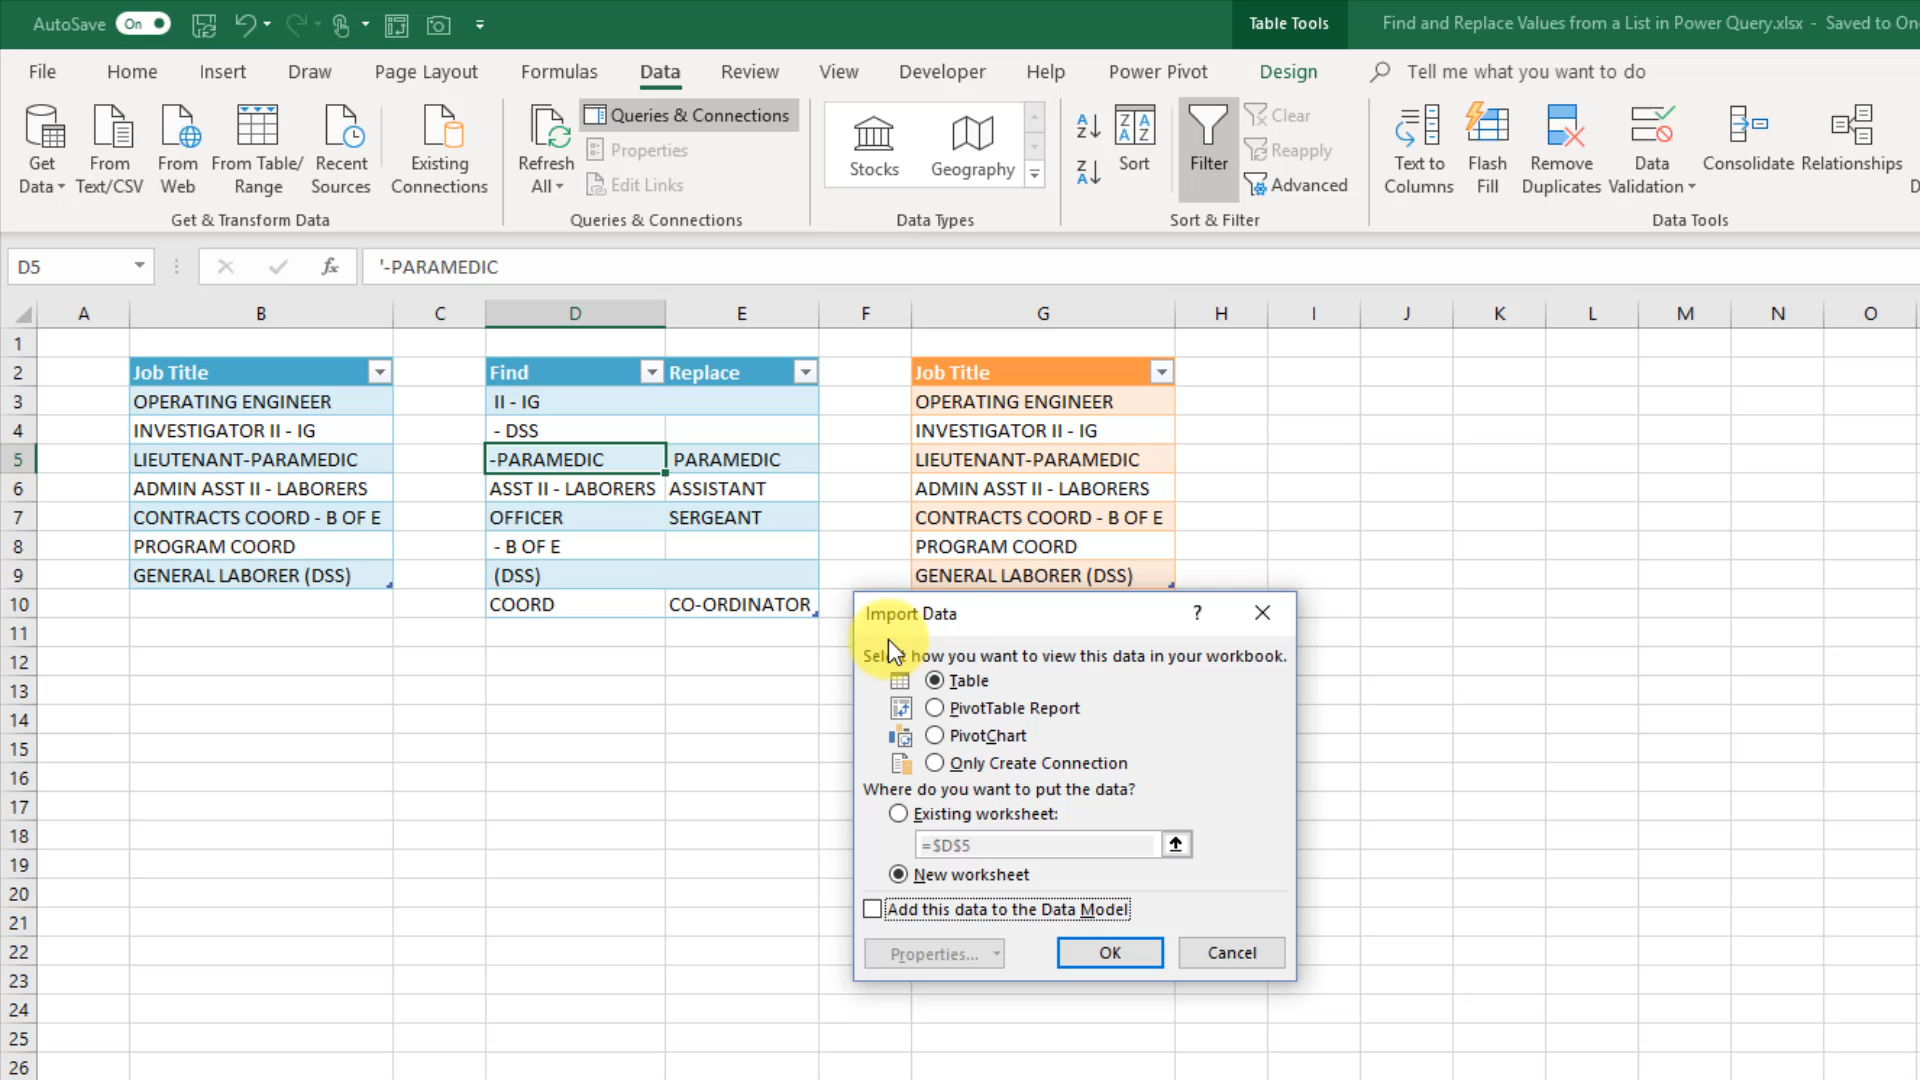 AutoSave On
Table Tools
Find and Replace Values from a List in Power Query.xlsx - Saved to On
File Home Insert Draw Page Layout Formulas Data Review View Developer Help Power Pivot Design Tell me what you want to do
Get Data
From Text/CSV
From Web
From Table/ Range
Recent Sources
Existing Connections
Get & Transform Data
Refresh All
Queries & Connections
Properties
Edit Links
Queries & Connections
Stocks
Geography
Data Types
Sort
Filter
Clear
Reapply
Advanced
Sort & Filter
Text to Columns
Flash Fill
Remove Duplicates
Data Validation
Consolidate
Relationships
Data Tools
D5 fx '-PARAMEDIC
A B C D E F G H I J K L M N O
1
2 Job Title Find Replace Job Title
3 OPERATING ENGINEER II - IG OPERATING ENGINEER
4 INVESTIGATOR II - IG - DSS INVESTIGATOR II - IG
5 LIEUTENANT-PARAMEDIC -PARAMEDIC PARAMEDIC LIEUTENANT-PARAMEDIC
6 ADMIN ASST II - LABORERS ASST II - LABORERS ASSISTANT ADMIN ASST II - LABORERS
7 CONTRACTS COORD - B OF E OFFICER SERGEANT CONTRACTS COORD - B OF E
8 PROGRAM COORD - B OF E PROGRAM COORD
9 GENERAL LABORER (DSS) (DSS) GENERAL LABORER (DSS)
10 COORD CO-ORDINATOR
11
12
13
14
15
16
17
18
19
20
21
22
23
24
25
26
Import Data ?
Select how you want to view this data in your workbook.
Table
PivotTable Report
PivotChart
Only Create Connection
Where do you want to put the data?
Existing worksheet:
=$D$5
New worksheet
Add this data to the Data Model
Properties... OK Cancel